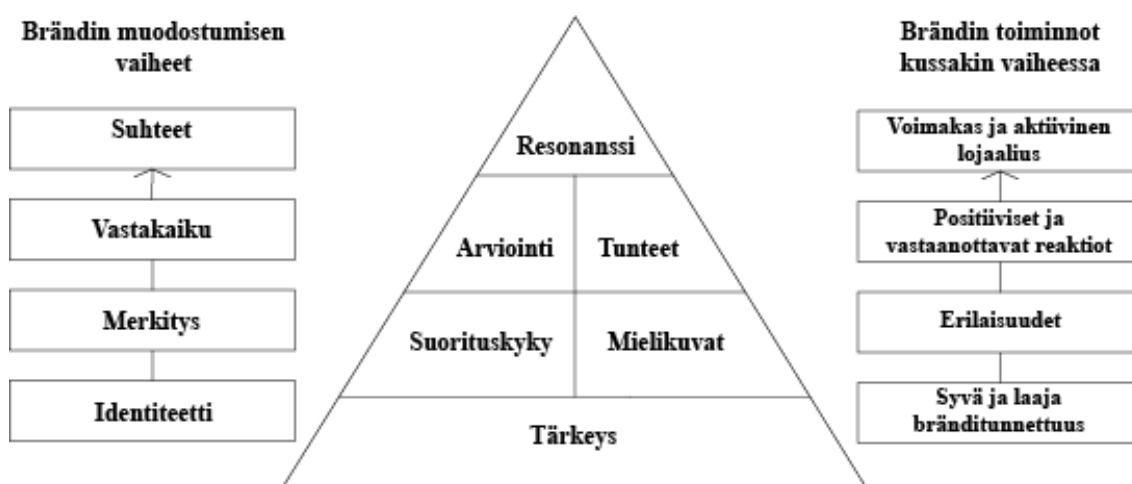 Brändin muodostumisen
vaiheet
Suhteet
Vastakaiku
Merkitys
Identiteetti
Resonanssi
Arviointi
Tunteet
Suorituskyky
Mielikuvat
Tärkeys
Brändin toiminnot
kussakin vaiheessa
Voimakas ja aktiivinen
lojaalius
Positiiviset ja
vastaanottavat reaktiot
Erilaisuudet
Syvä ja laaja
bränditunnettuus